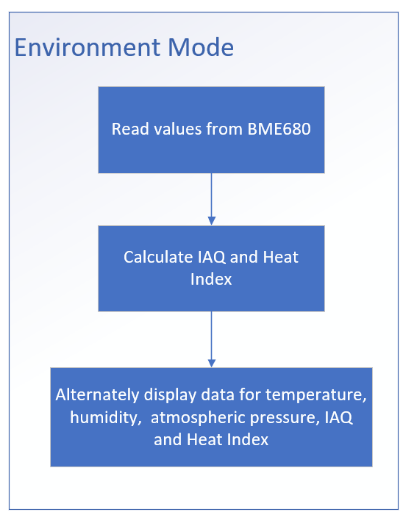 Environment Mode
Read values from BME680
Calculate IAQ and Heat
Index
Alternately display data for temperature,
humidity,  atmospheric pressure, IAQ
and Heat Index